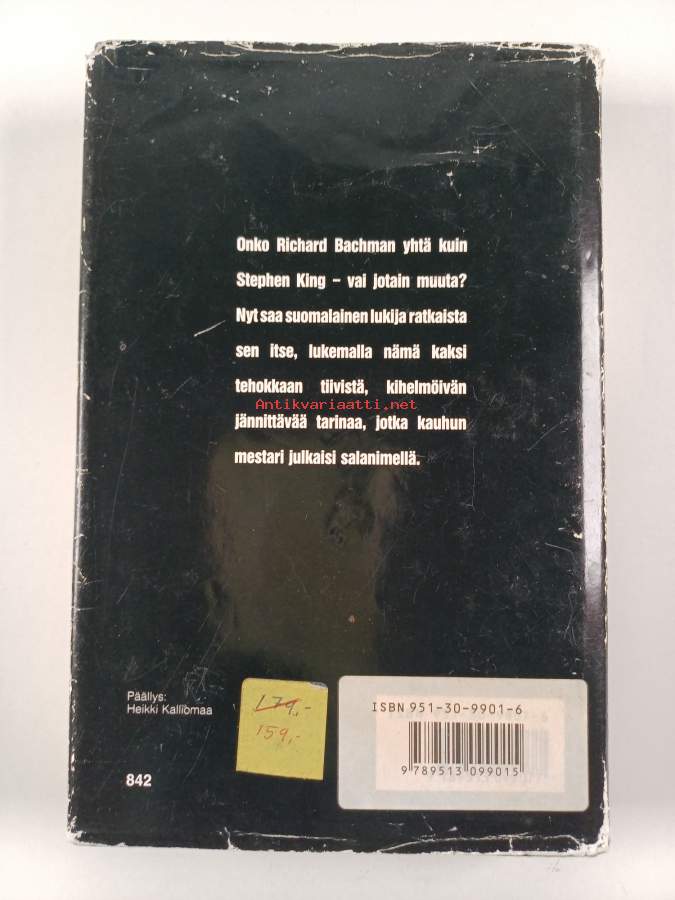 Onko Richard Bachman yhtä kuin
Stephen King – vai jotain muuta?
Nyt saa suomalainen lukija ratkaista
sen itse, lukemalla nämä kaksi
tehokkaan tiivistä, kihelmöivän
Antikvariaatti.net
jännittävää tarinaa, jotka kauhun
mestari julkaisi salanimellä.
Päällys:
Heikki Kalliomaa
179,-
159,-
ISBN 951-30-9901-6
9 789513 099015
842